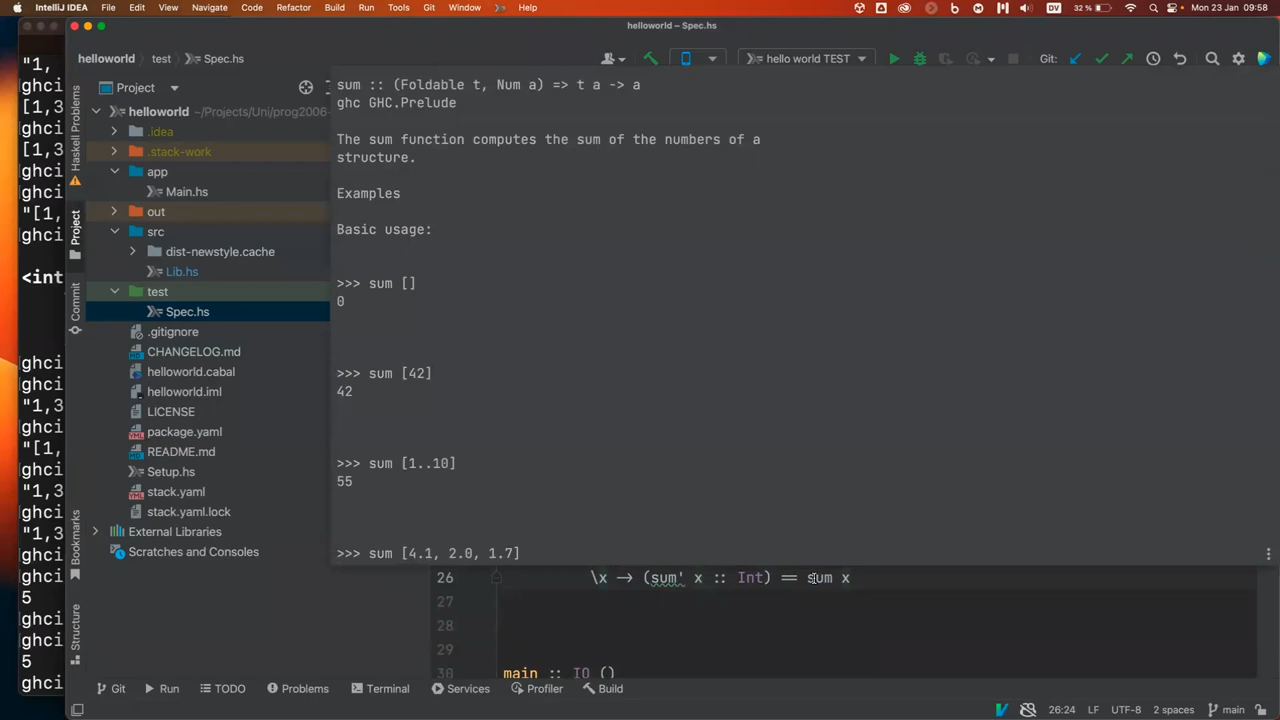 IntelliJ IDEA File Edit View Navigate Code Refactor Build Run Tools Git Window Help 32 % DV Mon 23 Jan 09:58
helloworld – Spec.hs
helloworld test Spec.hs hello world TEST Git:
Project
helloworld ~/Projects/Uni/prog2006-
.idea
.stack-work
app
Main.hs
out
src
dist-newstyle.cache
Lib.hs
test
Spec.hs
.gitignore
CHANGELOG.md
helloworld.cabal
helloworld.iml
LICENSE
package.yaml
README.md
Setup.hs
stack.yaml
stack.yaml.lock
External Libraries
Scratches and Consoles
Haskell Problems
Project
Commit
Bookmarks
Structure
"1,
ghci
[1,3
ghci
[1,3
ghci
"[1,
ghci
<int
ghci
ghci
"1,3
ghci
"[1,
ghci
"1,3
ghci
"1,3
ghci
ghci
5
ghci
ghci
5
ghci
sum :: (Foldable t, Num a) => t a -> a
ghc GHC.Prelude
The sum function computes the sum of the numbers of a
structure.
Examples
Basic usage:
>>> sum []
0
>>> sum [42]
42
>>> sum [1..10]
55
>>> sum [4.1, 2.0, 1.7]
26 \x -> (sum' x :: Int) == sum x
27
28
29
30 main :: IO ()
Git Run TODO Problems Terminal Services Profiler Build
26:24 LF UTF-8 2 spaces main